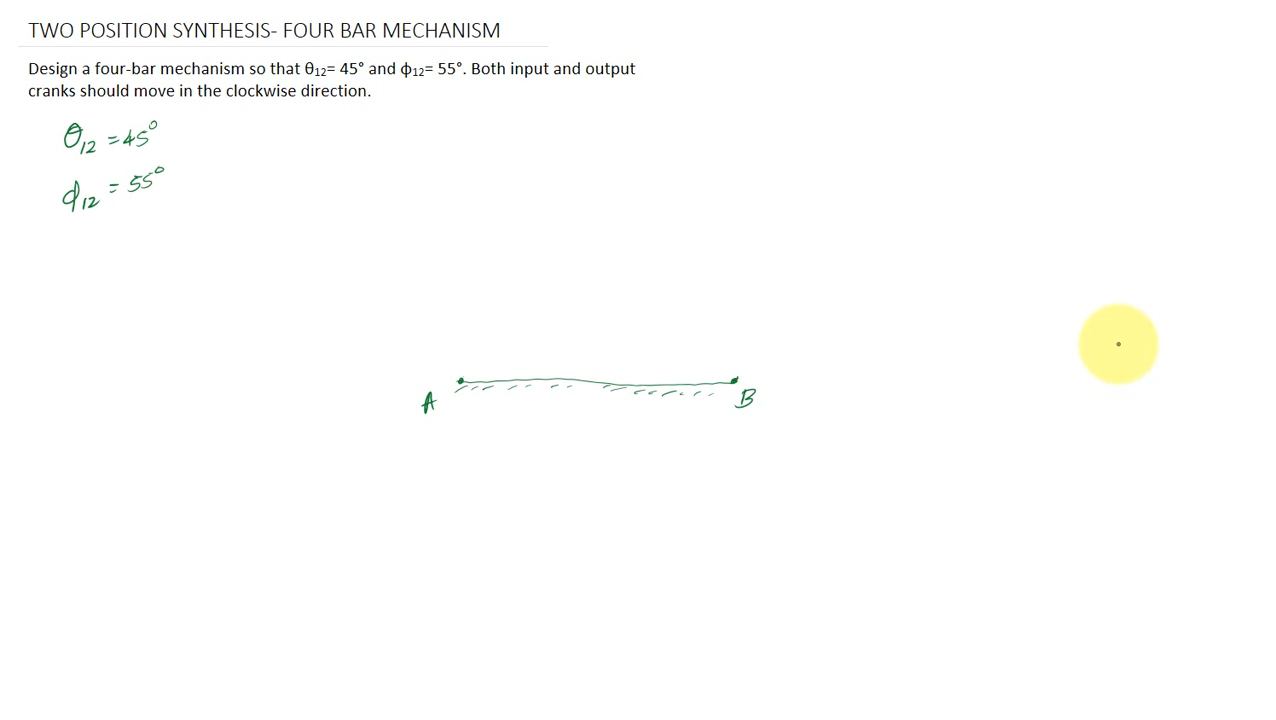 TWO POSITION SYNTHESIS- FOUR BAR MECHANISM
Design a four-bar mechanism so that θ₁₂= 45° and ϕ₁₂= 55°. Both input and output
cranks should move in the clockwise direction.
θ₁₂ = 45°
ϕ₁₂ = 55°
A B